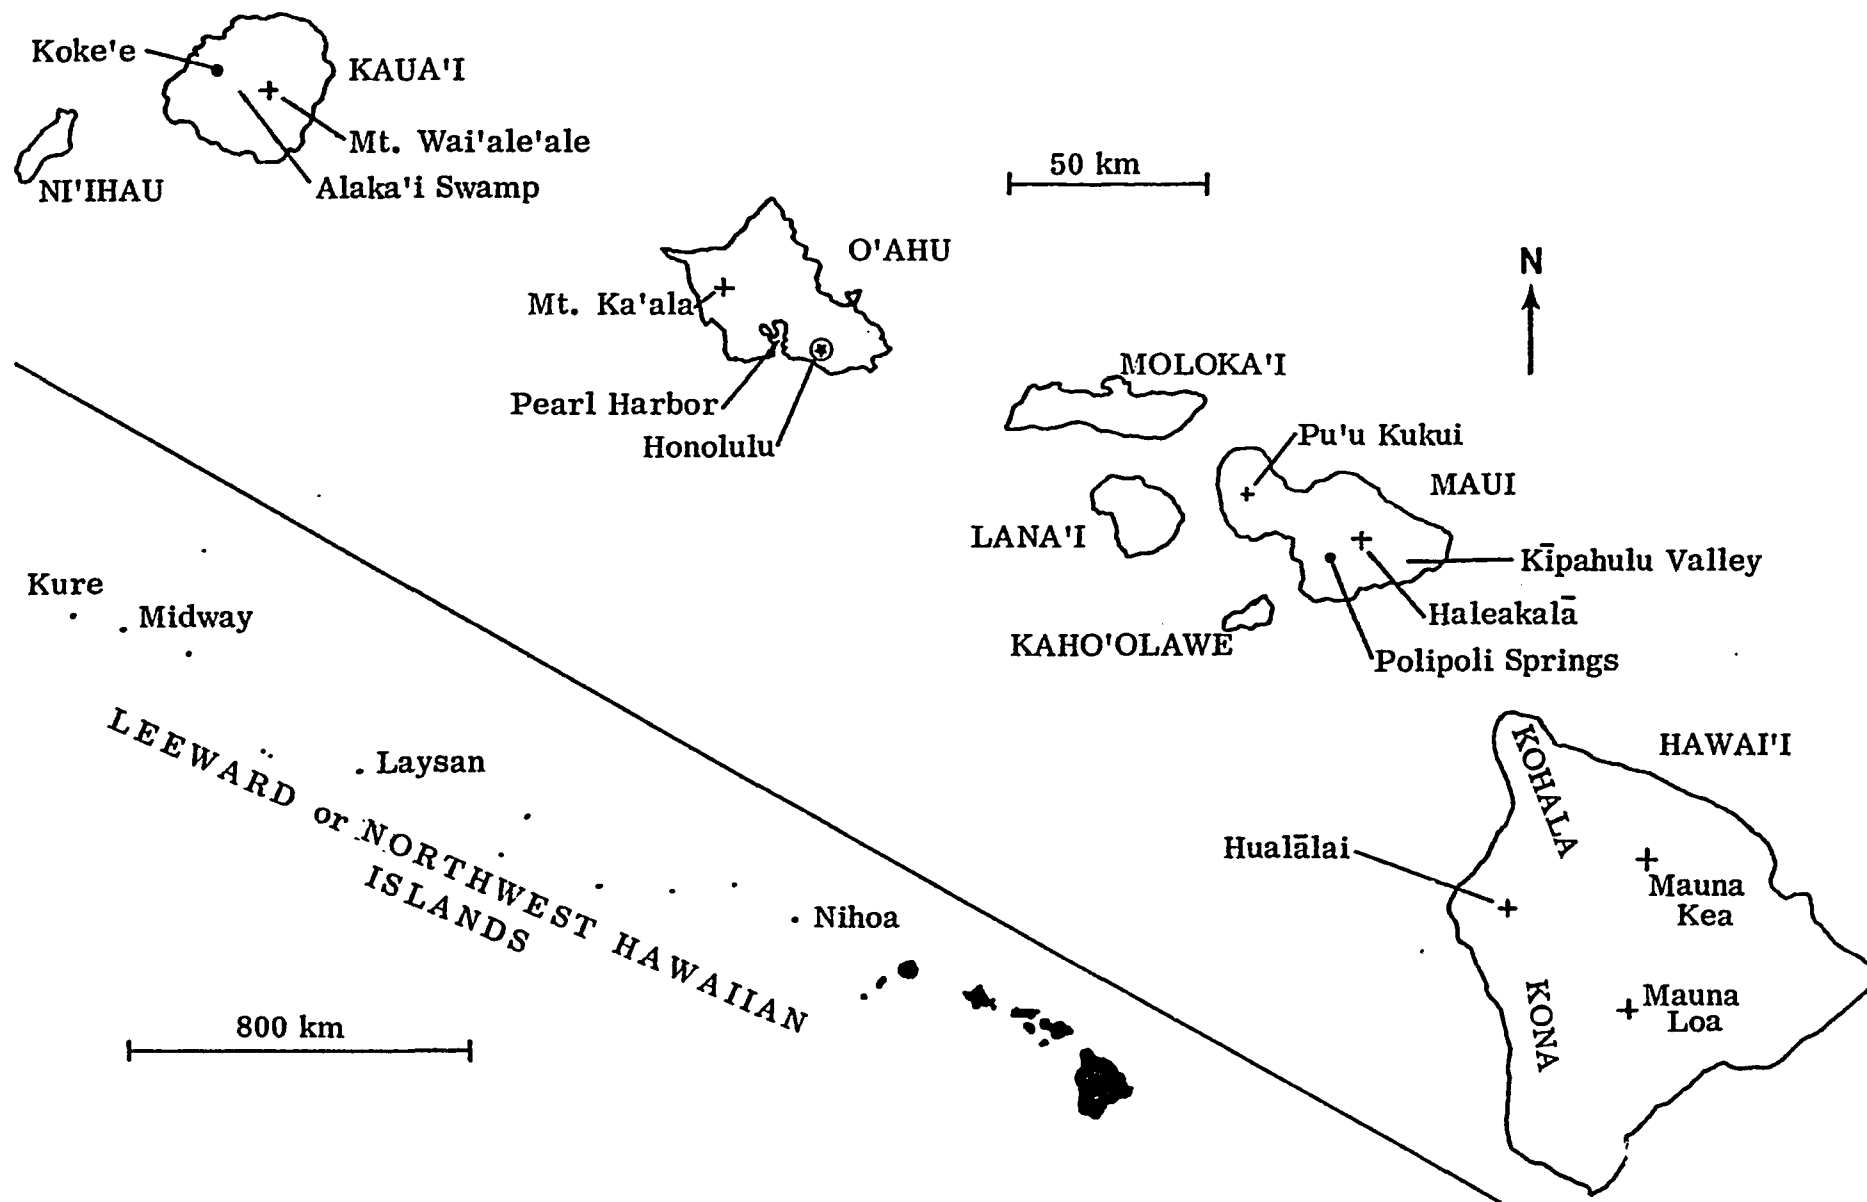 Koke'e
KAUA'I
Mt. Wai'ale'ale
Alaka'i Swamp
NI'IHAU
50 km
O'AHU
Mt. Ka'ala
Pearl Harbor
Honolulu
N
MOLOKA'I
Pu'u Kukui
MAUI
LANA'I
Kīpahulu Valley
Haleakalā
KAHO'OLAWE
Polipoli Springs
HAWAI'I
KOHALA
Hualālai
Mauna
Kea
KONA
Mauna
Loa
Kure
Midway
Laysan
LEEWARD or NORTHWEST HAWAIIAN
ISLANDS
Nihoa
800 km